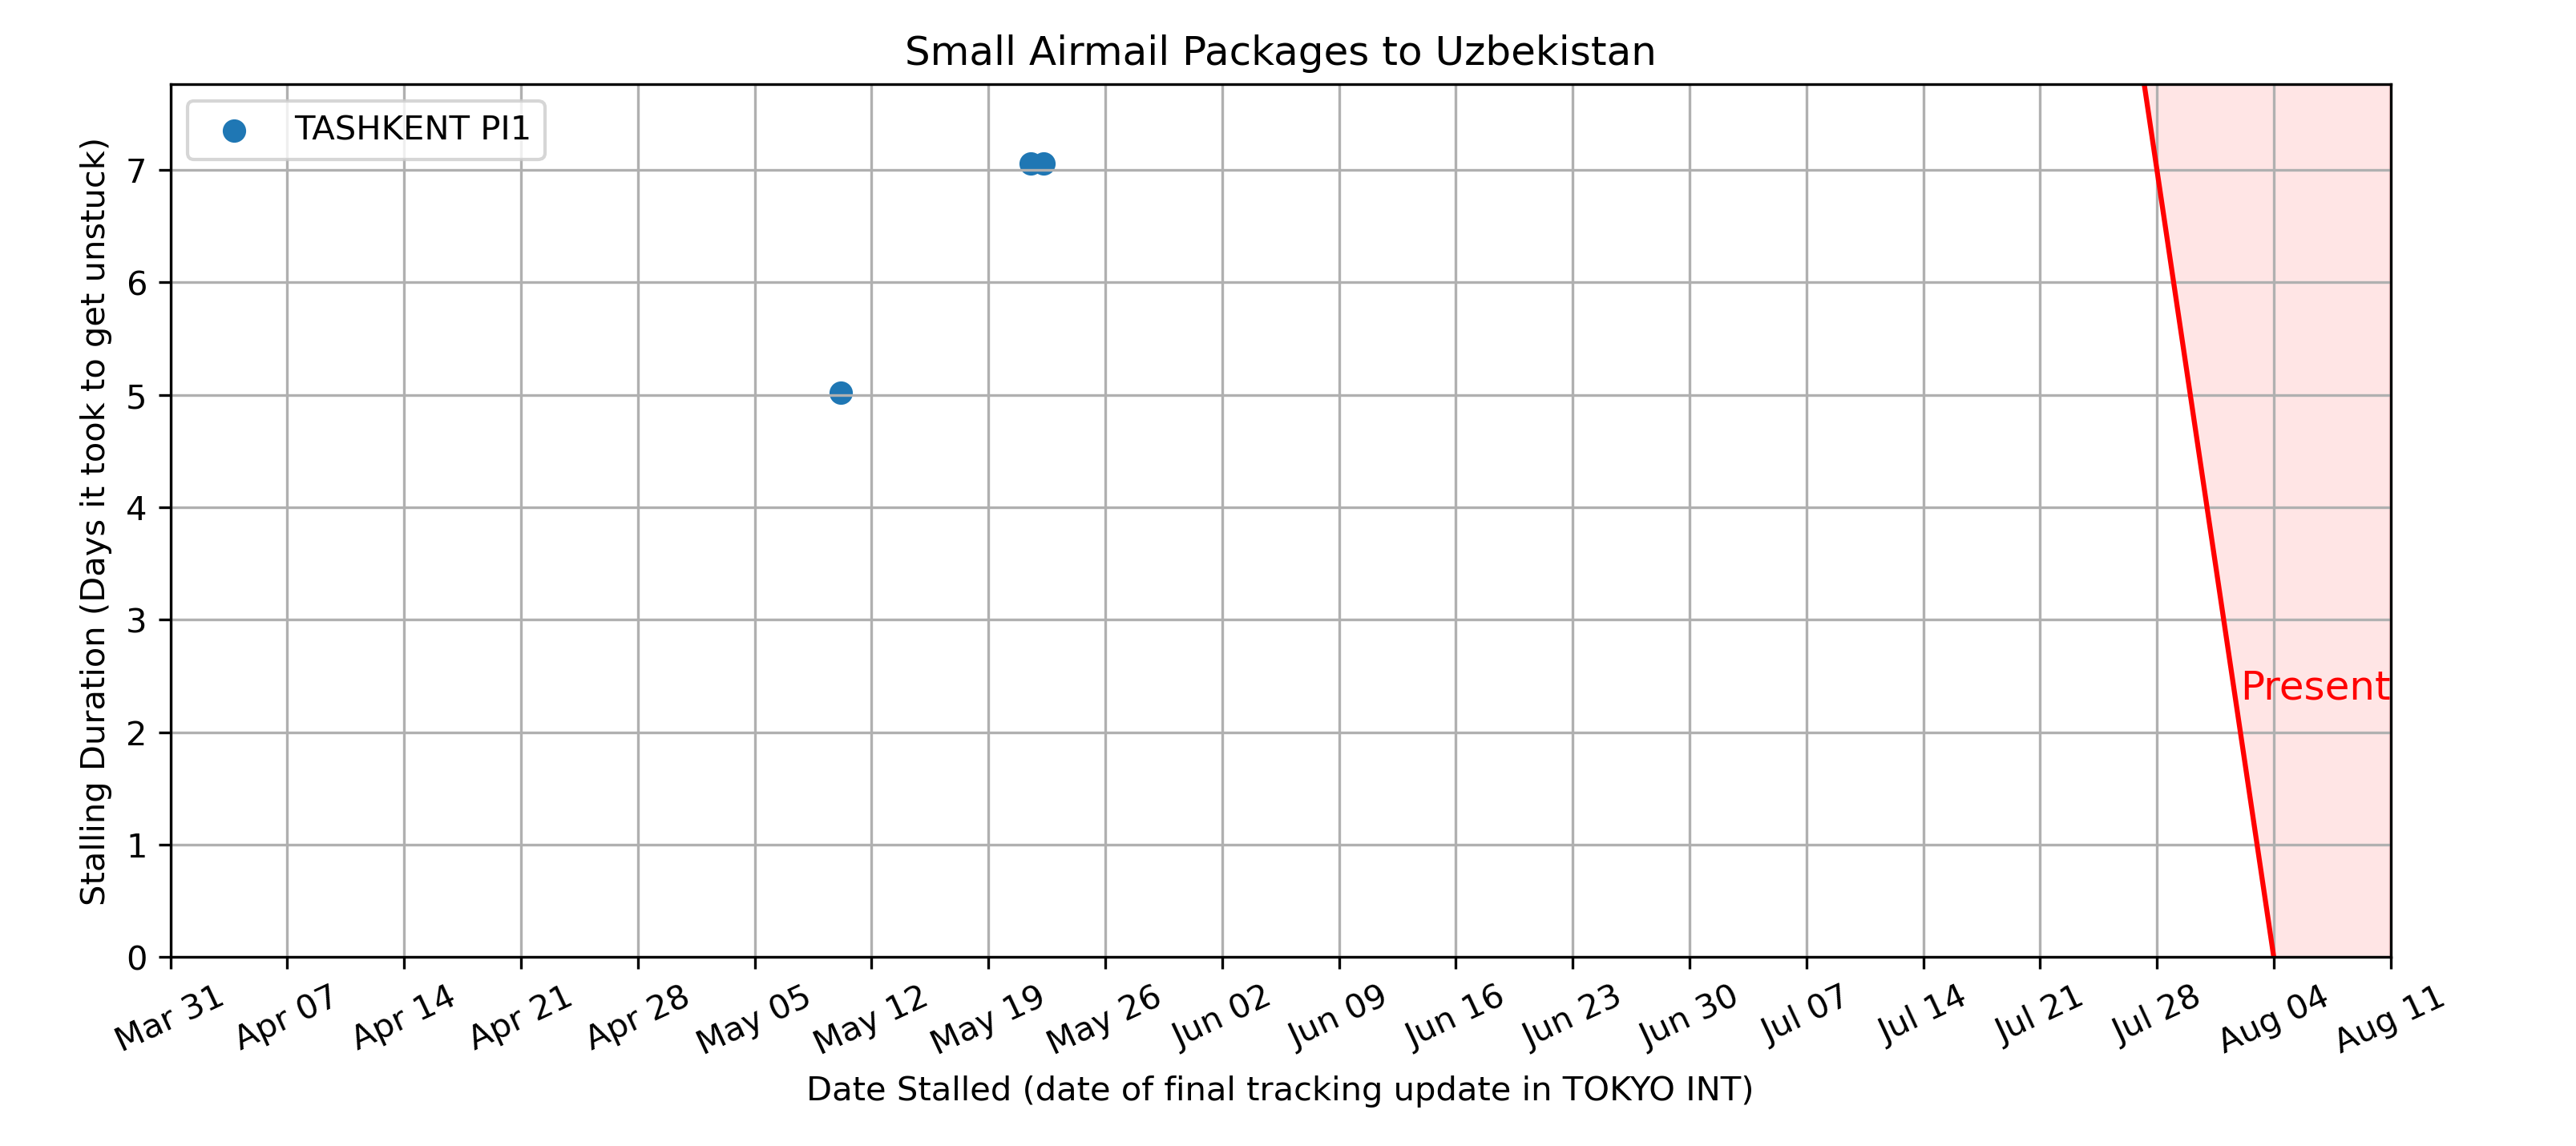 Small Airmail Packages to Uzbekistan
TASHKENT PI1
Stalling Duration (Days it took to get unstuck)
7
6
5
4
3
2
1
0
Present
Mar 31
Apr 07
Apr 14
Apr 21
Apr 28
May 05
May 12
May 19
May 26
Jun 02
Jun 09
Jun 16
Jun 23
Jun 30
Jul 07
Jul 14
Jul 21
Jul 28
Aug 04
Aug 11
Date Stalled (date of final tracking update in TOKYO INT)